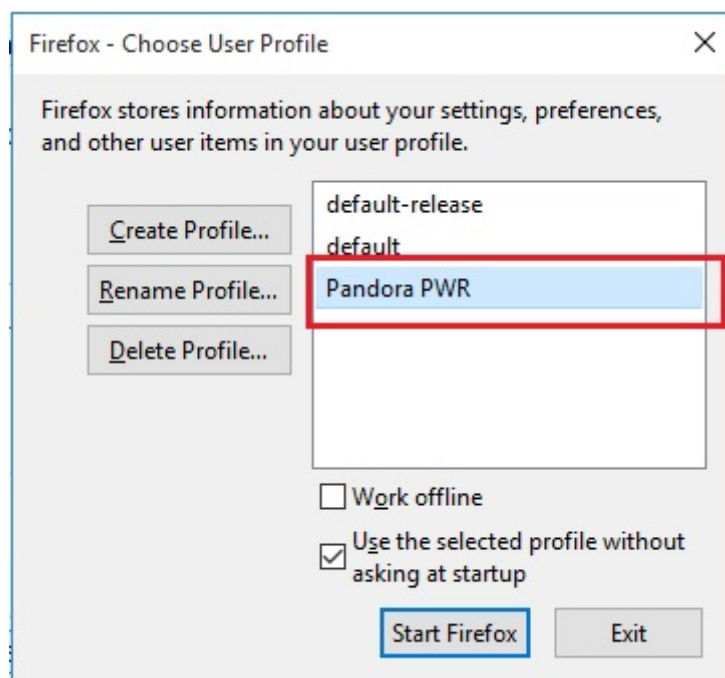 Firefox - Choose User Profile
Firefox stores information about your settings, preferences,
and other user items in your user profile.
Create Profile...
Rename Profile...
Delete Profile...
default-release
default
Pandora PWR
Work offline
Use the selected profile without
asking at startup
Start Firefox
Exit